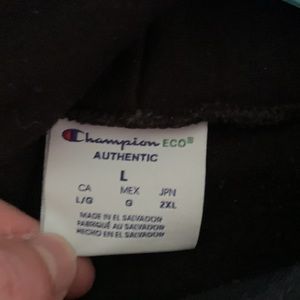 Champion ECO®
AUTHENTIC
L
CA MEX JPN
L/G G 2XL
MADE IN EL SALVADOR
FABRIQUÉ AU SALVADOR
HECHO EN EL SALVADOR